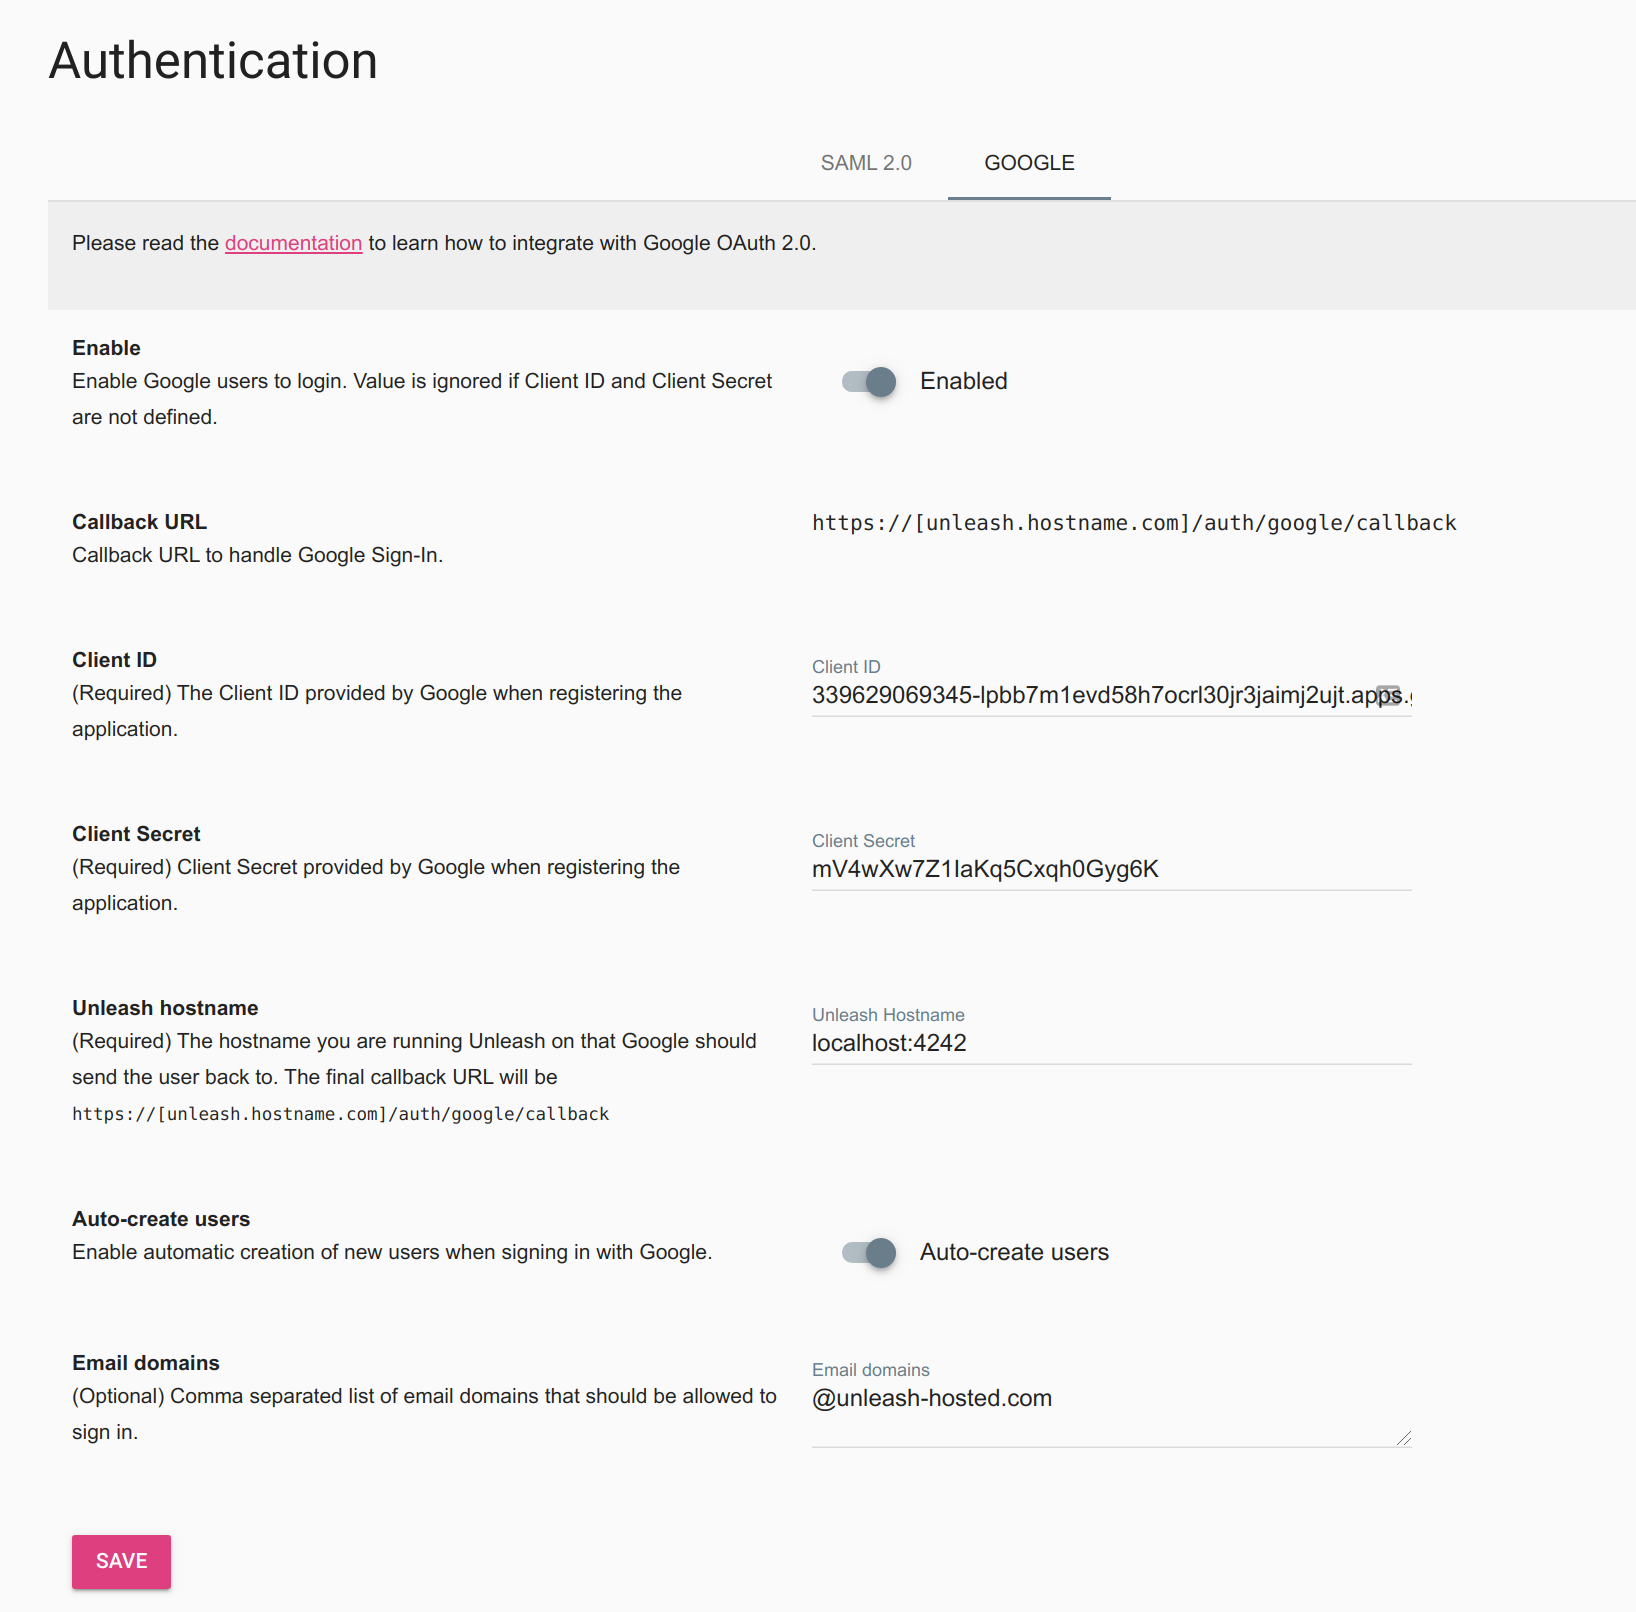 Authentication
SAML 2.0 GOOGLE
Please read the documentation to learn how to integrate with Google OAuth 2.0.
Enable
Enable Google users to login. Value is ignored if Client ID and Client Secret
are not defined.
Enabled
Callback URL
Callback URL to handle Google Sign-In.
https://[unleash.hostname.com]/auth/google/callback
Client ID
(Required) The Client ID provided by Google when registering the
application.
Client ID
339629069345-lpbb7m1evd58h7ocrl30jr3jaimj2ujt.apps.
Client Secret
(Required) Client Secret provided by Google when registering the
application.
Client Secret
mV4wXw7Z1IaKq5Cxqh0Gyg6K
Unleash hostname
(Required) The hostname you are running Unleash on that Google should
send the user back to. The final callback URL will be
https://[unleash.hostname.com]/auth/google/callback
Unleash Hostname
localhost:4242
Auto-create users
Enable automatic creation of new users when signing in with Google.
Auto-create users
Email domains
(Optional) Comma separated list of email domains that should be allowed to
sign in.
Email domains
@unleash-hosted.com
SAVE